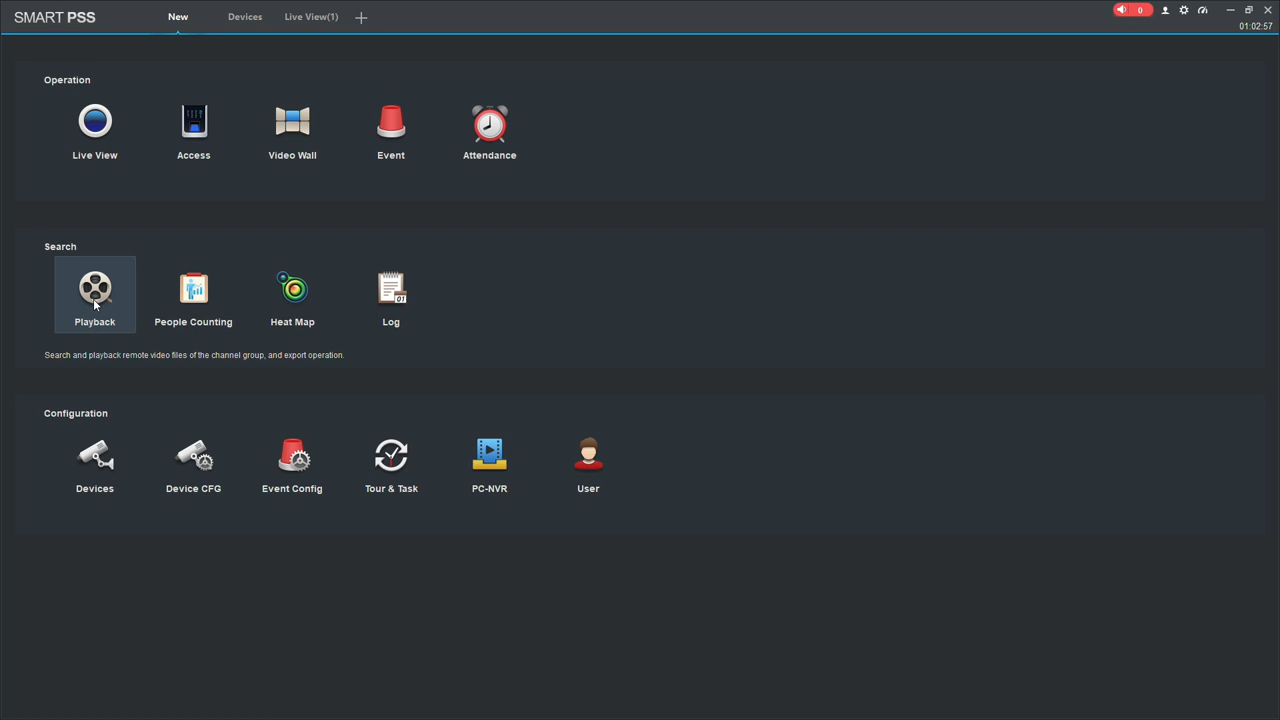 SMART PSS
New
Devices
Live View(1)
0
01:02:57
Operation
Live View
Access
Video Wall
Event
Attendance
Search
Playback
People Counting
Heat Map
01
Log
Search and playback remote video files of the channel group, and export operation.
Configuration
Devices
Device CFG
Event Config
Tour & Task
PC-NVR
User